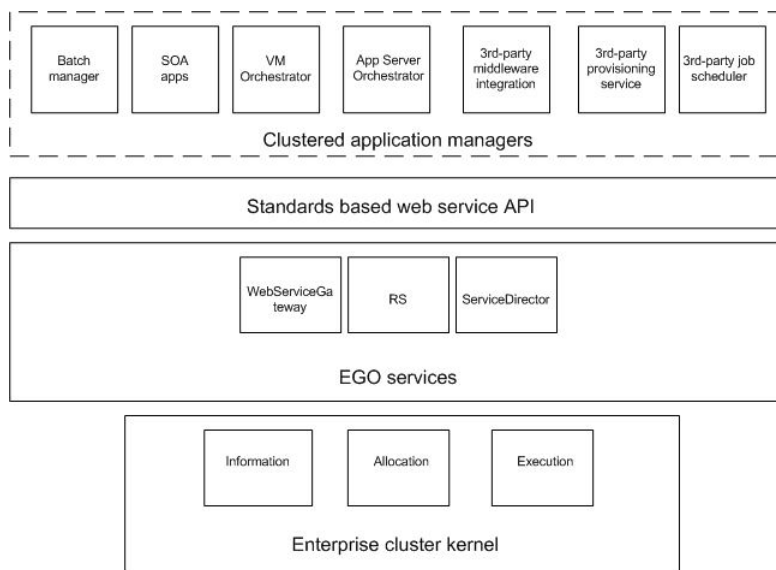 Batch
manager
SOA
apps
VM
Orchestrator
App Server
Orchestrator
3rd-party
middleware
integration
3rd-party
provisioning
service
3rd-party job
scheduler
Clustered application managers
Standards based web service API
WebServiceGa
teway
RS
ServiceDirector
EGO services
Information
Allocation
Execution
Enterprise cluster kernel